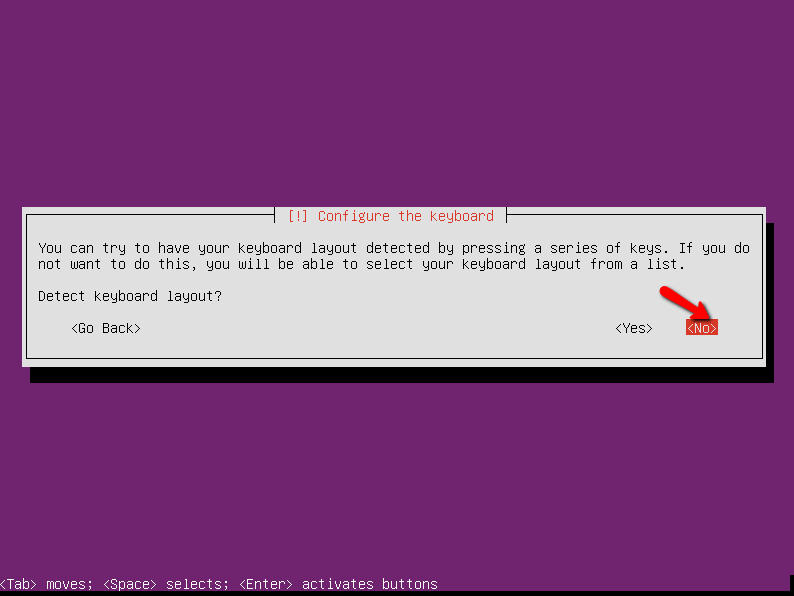 [!] Configure the keyboard
You can try to have your keyboard layout detected by pressing a series of keys. If you do
not want to do this, you will be able to select your keyboard layout from a list.
Detect keyboard layout?
<Go Back> <Yes> <No>
<Tab> moves; <Space> selects; <Enter> activates buttons